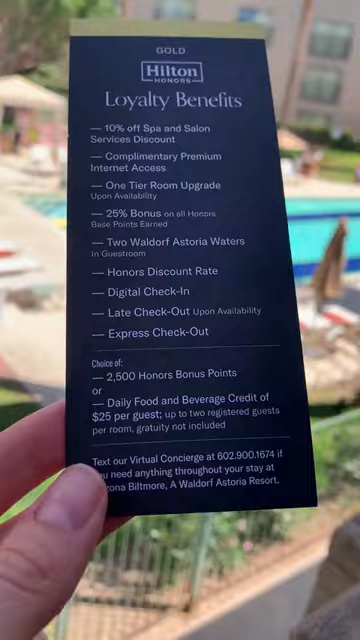 GOLD
Hilton
HONORS
Loyalty Benefits
— 10% off Spa and Salon
Services Discount
— Complimentary Premium
Internet Access
— One Tier Room Upgrade
Upon Availability
— 25% Bonus on all Honors
Base Points Earned
— Two Waldorf Astoria Waters
In Guestroom
— Honors Discount Rate
— Digital Check-In
— Late Check-Out Upon Availability
— Express Check-Out
Choice of:
— 2,500 Honors Bonus Points
or
— Daily Food and Beverage Credit of
$25 per guest; up to two registered guests
per room, gratuity not included
Text our Virtual Concierge at 602.900.1674 if
need anything throughout your stay at
Biltmore, A Waldorf Astoria Resort.